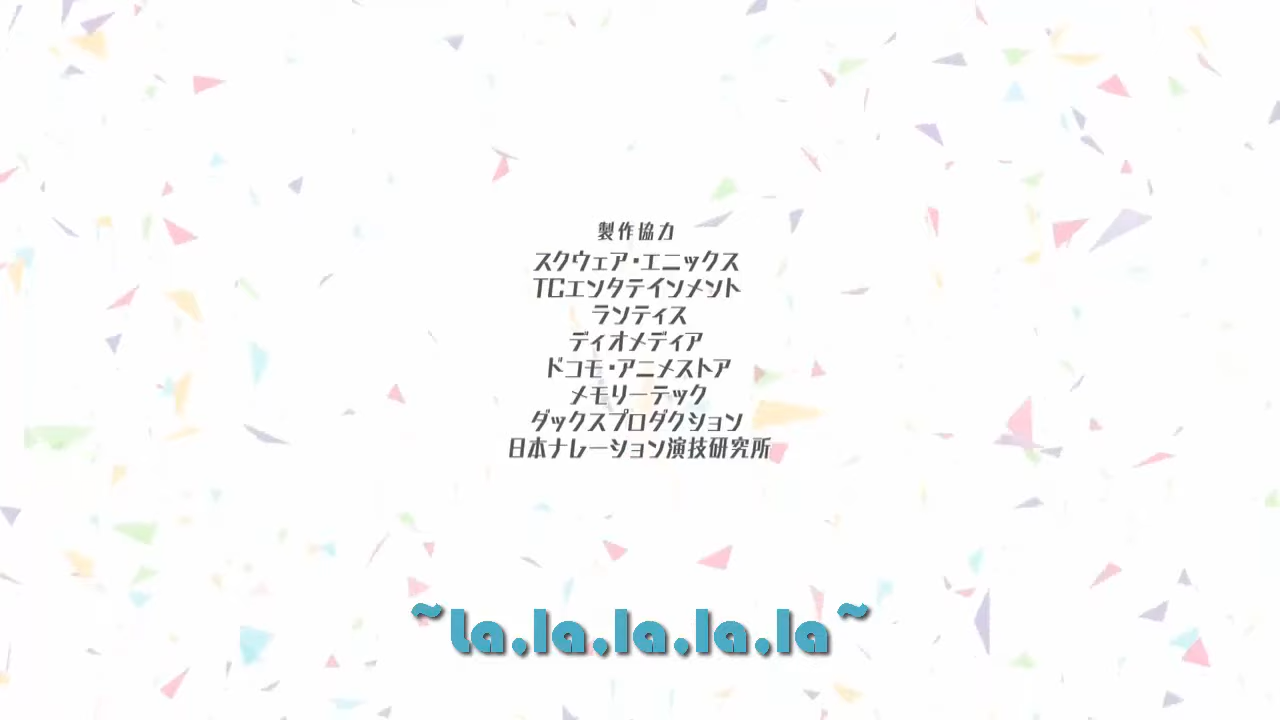 製作協力
スクウェア・エニックス
TCエンタテインメント
ランティス
ディオメディア
ドコモ・アニメストア
メモリーテック
ダックスプロダクション
日本ナレーション演技研究所
~La,la,la,la,la~